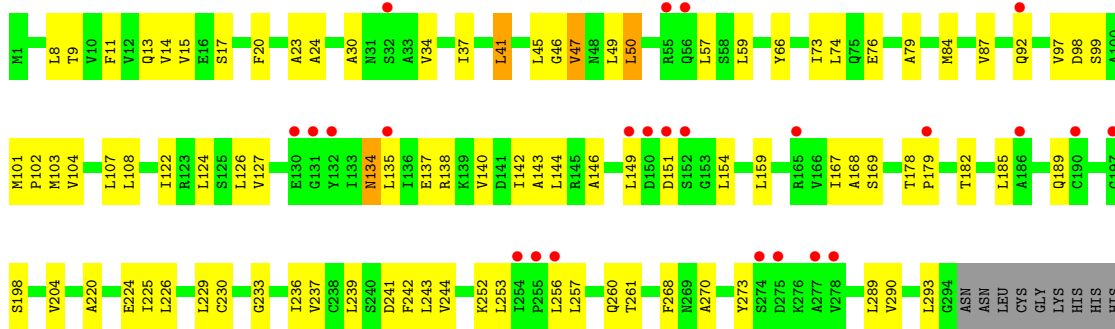 M1 L8 T9 V10 F11 V12 Q13 V14 V15 E16 S17 F20 A23 A24 A30 N31 S32 A33 V34 I37 L41 L45 G46 V47 N48 L49 L50 R55 Q56 L57 S58 L59 Y66 I73 L74 Q75 E76 A79 M84 V87 Q92 V97 D98 S99 A100
M101 P102 M103 V104 L107 L108 I122 R123 L124 S125 L126 V127 E130 G131 Y132 I133 N134 L135 I136 E137 R138 K139 V140 D141 I142 A143 L144 R145 A146 L149 D150 D151 S152 G153 L154 L159 R165 V166 I167 A168 S169 T178 P179 T182 L185 A186 Q189 C190 G197
S198 V204 A220 E224 I225 L226 L229 C230 G233 I236 V237 C238 L239 S240 D241 F242 L243 V244 K252 L253 I254 P255 L256 L257 Q260 T261 F268 N269 A270 Y273 S274 D275 K276 A277 V278 L289 V290 L293 G294 ASN ASN LEU CYS GLY LYS HIS HIS HIS